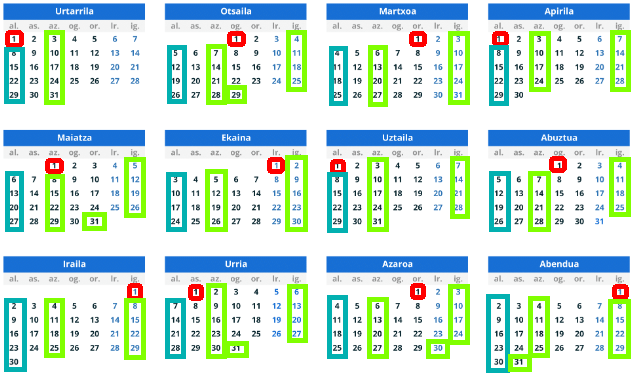 Urtarrila
al. as. az. og. or. lr. ig.
1 2 3 4 5 6 7
8 9 10 11 12 13 14
15 16 17 18 19 20 21
22 23 24 25 26 27 28
29 30 31
Otsaila
al. as. az. og. or. lr. ig.
1 2 3 4
5 6 7 8 9 10 11
12 13 14 15 16 17 18
19 20 21 22 23 24 25
26 27 28 29
Martxoa
al. as. az. og. or. lr. ig.
1 2 3
4 5 6 7 8 9 10
11 12 13 14 15 16 17
18 19 20 21 22 23 24
25 26 27 28 29 30 31
Apirila
al. as. az. og. or. lr. ig.
1 2 3 4 5 6 7
8 9 10 11 12 13 14
15 16 17 18 19 20 21
22 23 24 25 26 27 28
29 30
Maiatza
al. as. az. og. or. lr. ig.
1 2 3 4 5
6 7 8 9 10 11 12
13 14 15 16 17 18 19
20 21 22 23 24 25 26
27 28 29 30 31
Ekaina
al. as. az. og. or. lr. ig.
1 2
3 4 5 6 7 8 9
10 11 12 13 14 15 16
17 18 19 20 21 22 23
24 25 26 27 28 29 30
Uztaila
al. as. az. og. or. lr. ig.
1 2 3 4 5 6 7
8 9 10 11 12 13 14
15 16 17 18 19 20 21
22 23 24 25 26 27 28
29 30 31
Abuztua
al. as. az. og. or. lr. ig.
1 2 3 4
5 6 7 8 9 10 11
12 13 14 15 16 17 18
19 20 21 22 23 24 25
26 27 28 29 30 31
Iraila
al. as. az. og. or. lr. ig.
1
2 3 4 5 6 7 8
9 10 11 12 13 14 15
16 17 18 19 20 21 22
23 24 25 26 27 28 29
30
Urria
al. as. az. og. or. lr. ig.
1 2 3 4 5 6
7 8 9 10 11 12 13
14 15 16 17 18 19 20
21 22 23 24 25 26 27
28 29 30 31
Azaroa
al. as. az. og. or. lr. ig.
1 2 3
4 5 6 7 8 9 10
11 12 13 14 15 16 17
18 19 20 21 22 23 24
25 26 27 28 29 30
Abendua
al. as. az. og. or. lr. ig.
1
2 3 4 5 6 7 8
9 10 11 12 13 14 15
16 17 18 19 20 21 22
23 24 25 26 27 28 29
30 31